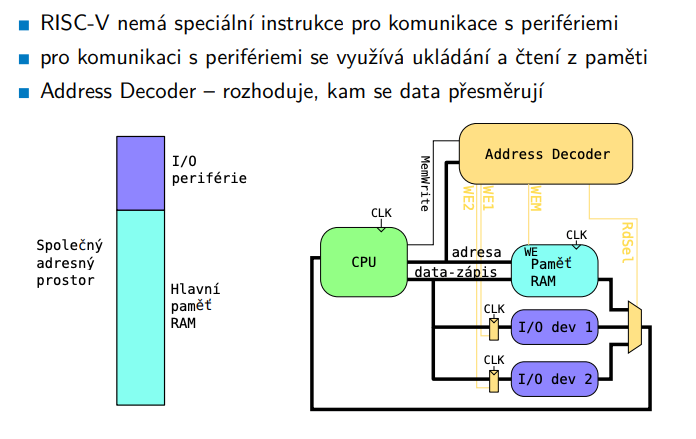 RISC-V nemá speciální instrukce pro komunikace s perifériemi
pro komunikaci s perifériemi se využívá ukládání a čtení z paměti
Address Decoder – rozhoduje, kam se data přesměrují
I/O
periférie
Společný
adresný
prostor
Hlavní
paměť
RAM
Address Decoder
MemWrite
WE2
WE1
WEM
RdSel
CLK
CPU
adresa
data-zápis
CLK
WE
Paměť
RAM
CLK
I/O dev 1
CLK
I/O dev 2